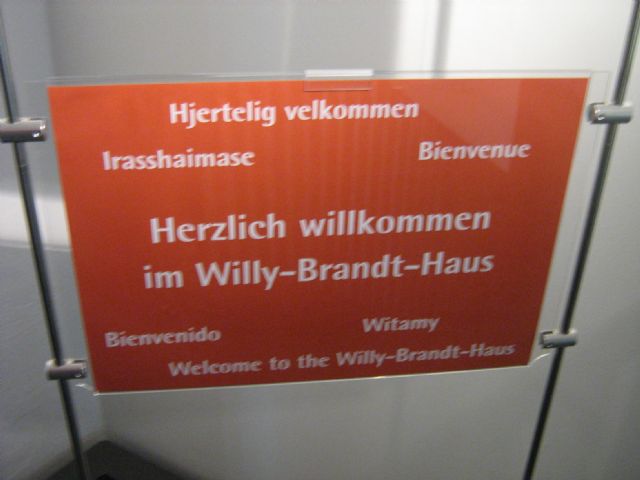 Hjertelig velkommen
Irasshaimase
Bienvenue
Herzlich willkommen
im Willy-Brandt-Haus
Bienvenido
Witamy
Welcome to the Willy-Brandt-Haus